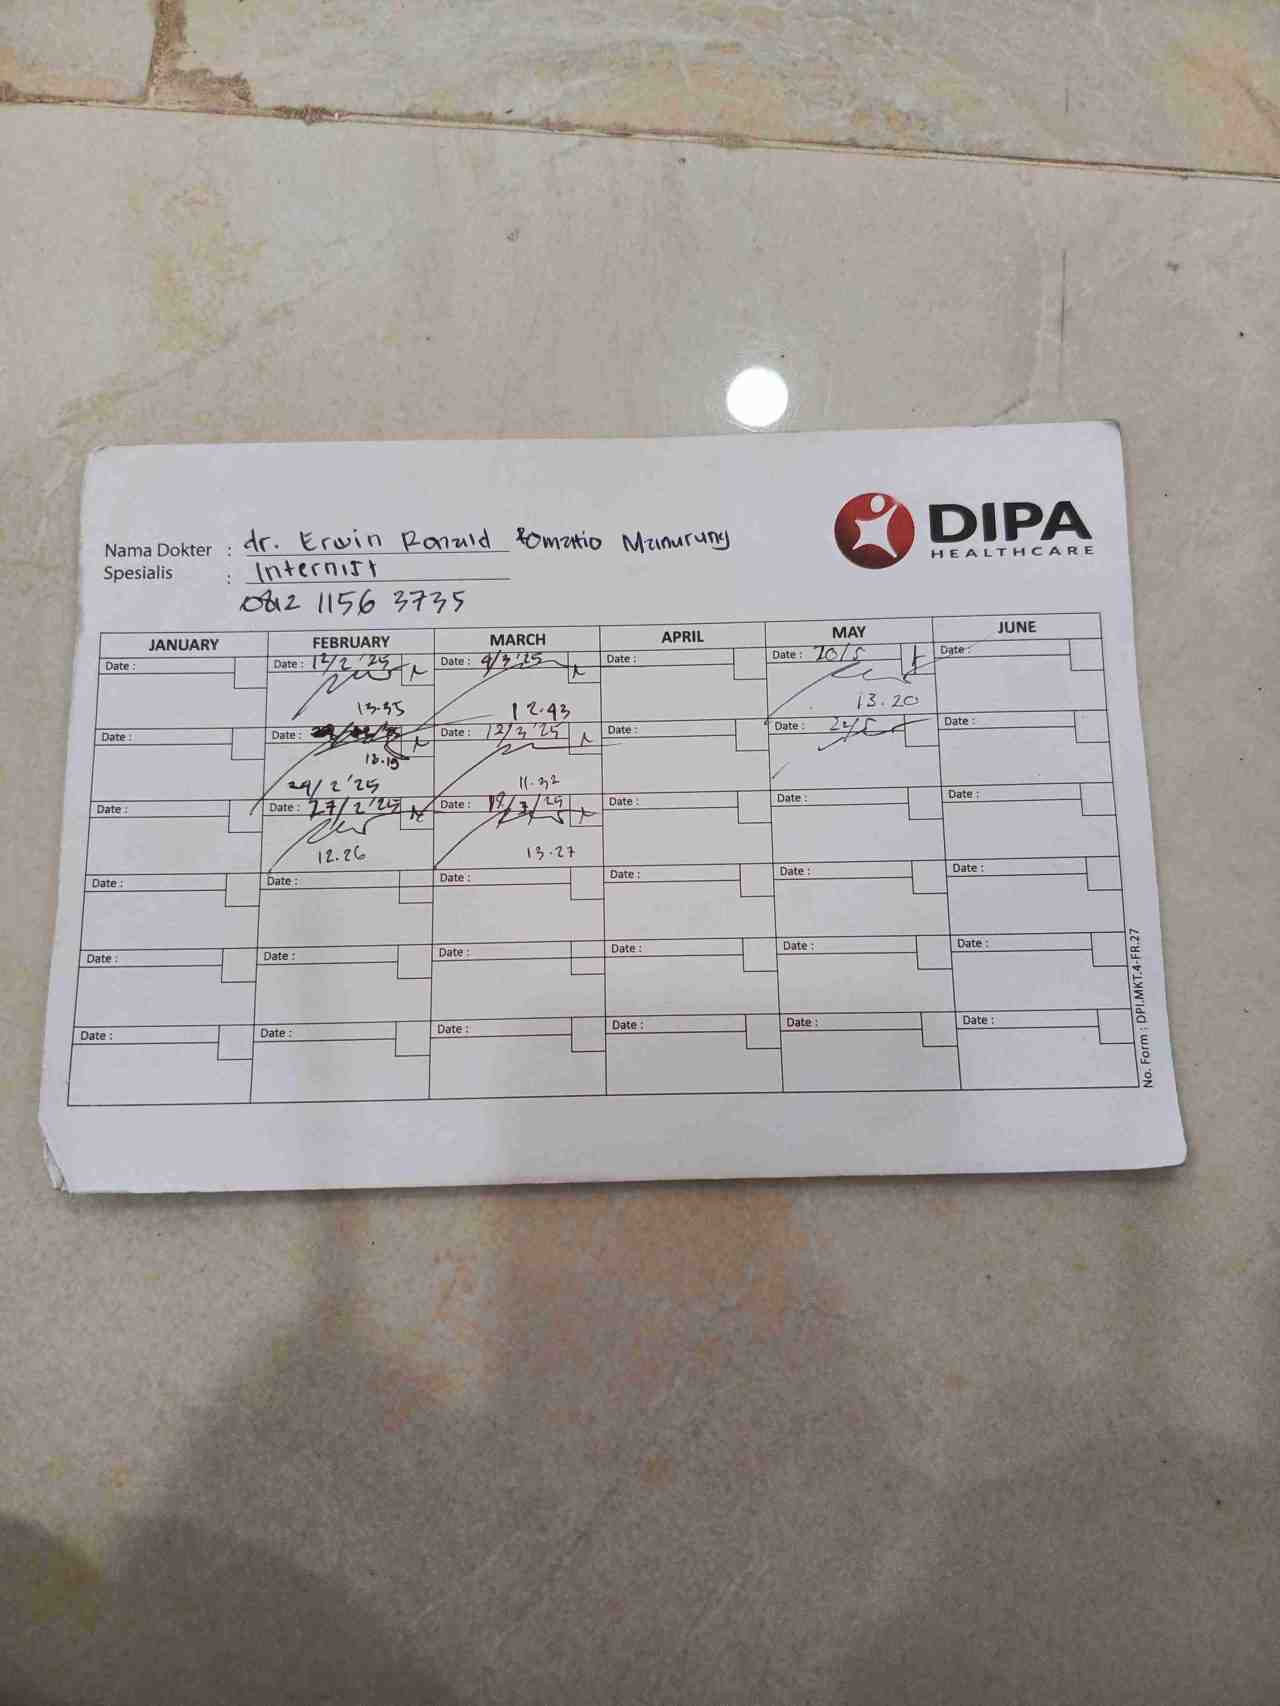 DIPA
HEALTHCARE
Nama Dokter : dr. Erwin Ronald Romatio Manurung
Spesialis : Internist
0812 1156 3735
JANUARY FEBRUARY MARCH APRIL MAY JUNE
Date : Date : 12/2 '25 Date : 4/3 '25 Date : Date : 20/5 Date :
13.35 12.43 13.20
Date : Date : Date : 12/3 '25 Date : Date : 22/5 Date :
13.15 11.32
24/2 '25
Date : Date : 27/2 '25 Date : 18/3/25 Date : Date : Date :
12.26 13.27
Date : Date : Date : Date : Date : Date :
Date : Date : Date : Date : Date : Date :
Date : Date : Date : Date : Date : Date :
No. Form : DPI.MKT.4-FR.27